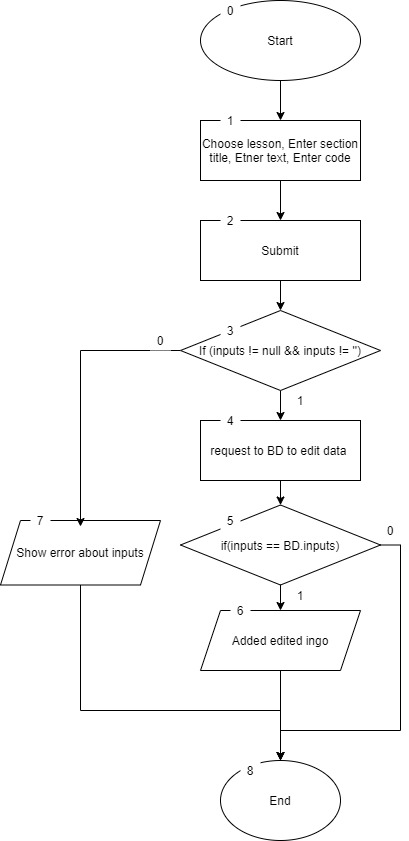 0
Start
1
Choose lesson, Enter section
title, Etner text, Enter code
2
Submit
3
0
If (inputs != null && inputs != '')
1
4
request to BD to edit data
7
5
0
Show error about inputs
if(inputs == BD.inputs)
1
6
Added edited ingo
8
End